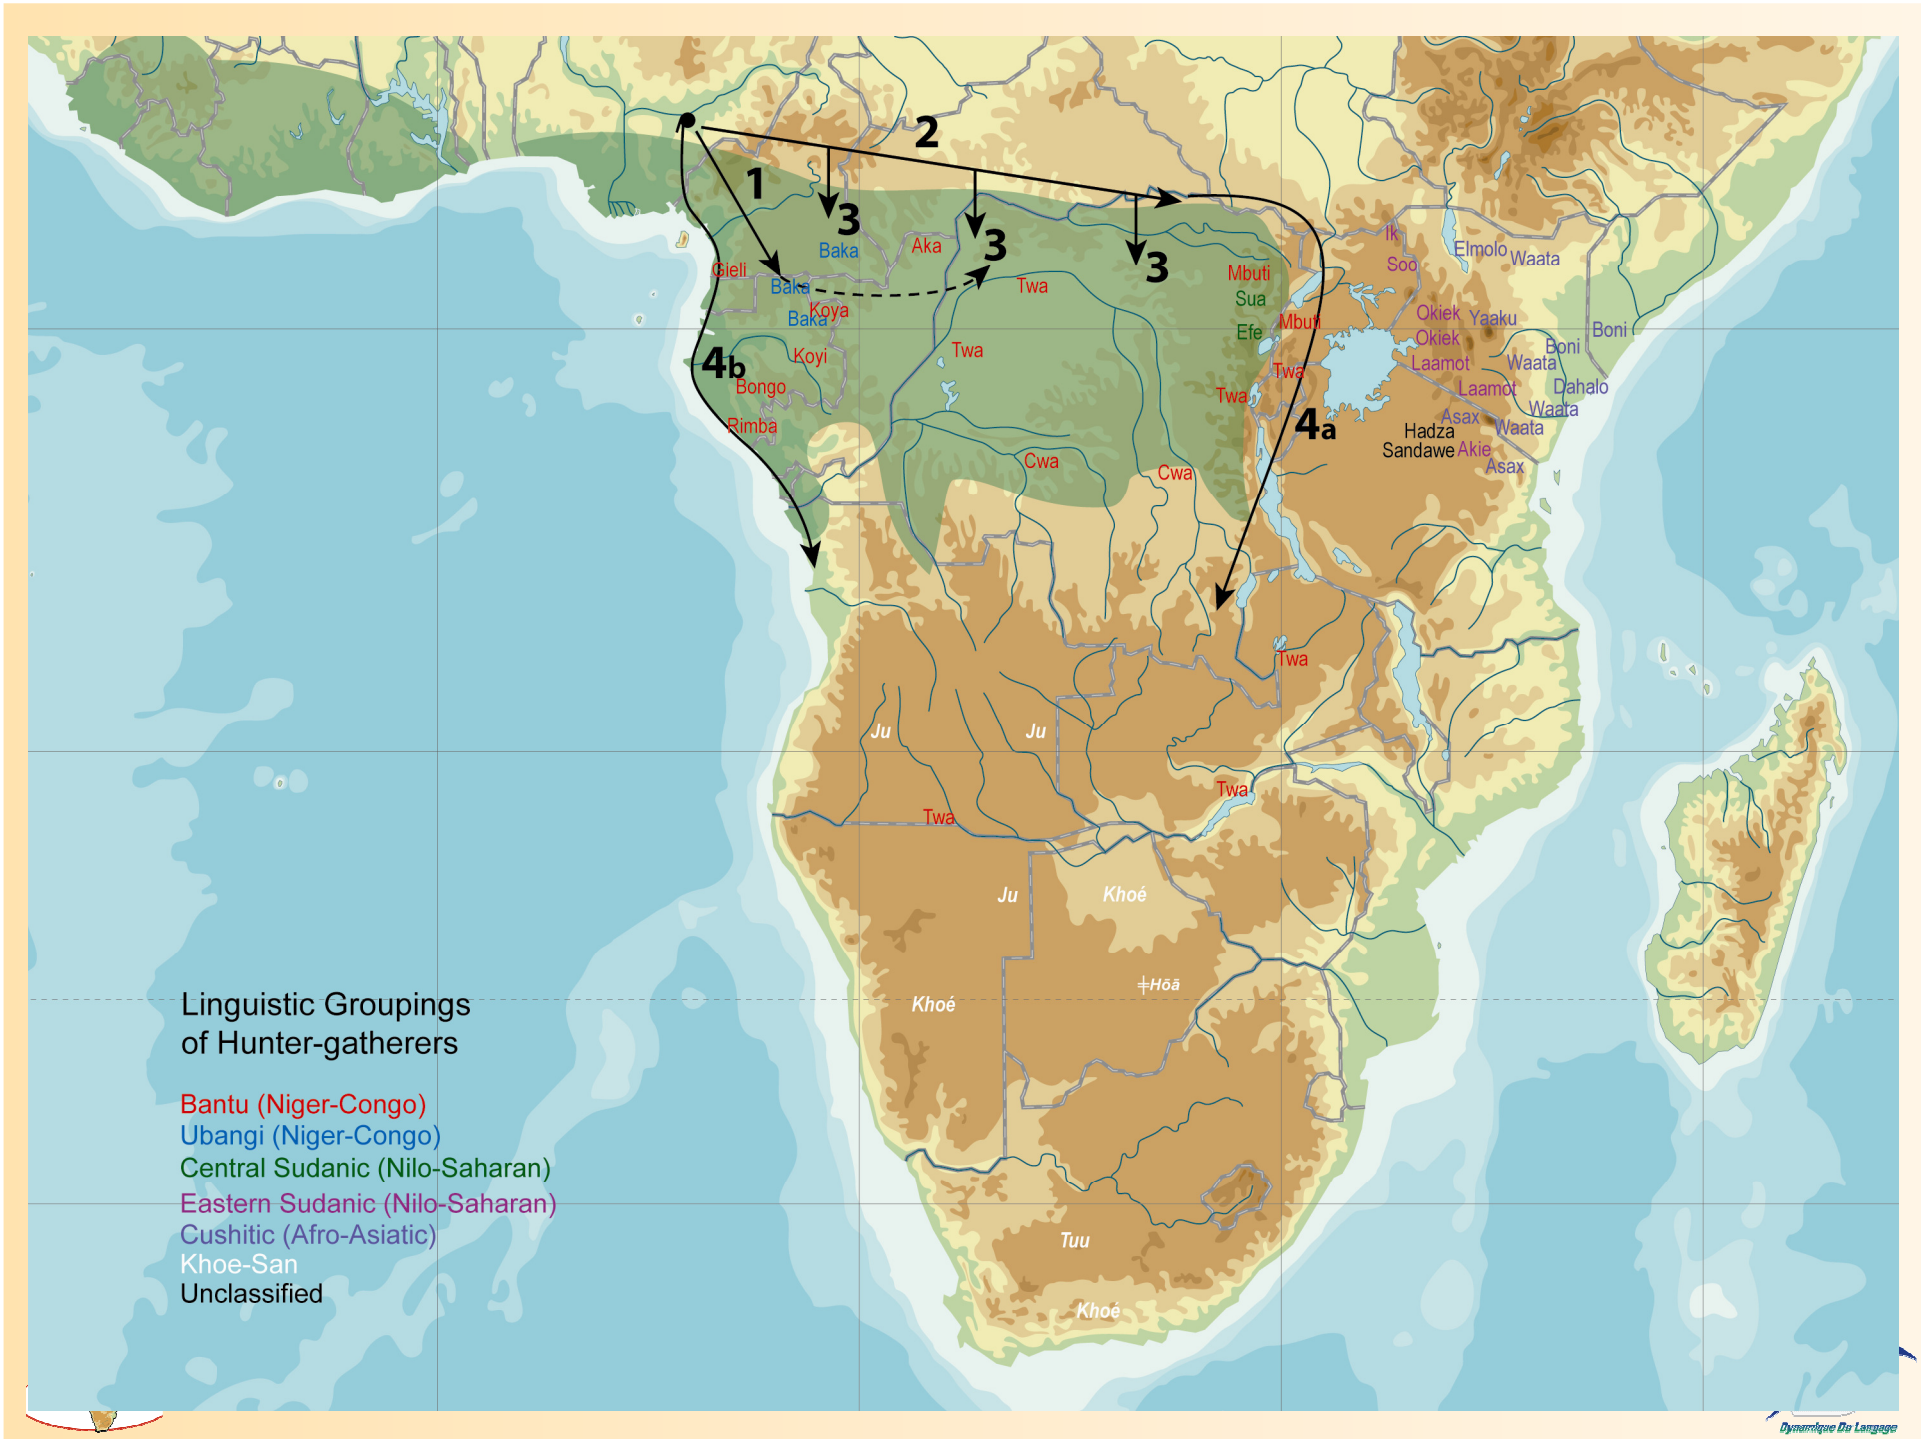 2
1
3
3
3
Baka
Aka
Gieli
Baka
Koya
Baka
Koyi
4b
Bongo
Rimba
Twa
Twa
Cwa
Cwa
Mbuti
Sua
Efe
Mbuti
Twa
Twa
4a
Ik
Soo
Elmolo
Waata
Okiek
Yaaku
Okiek
Boni
Boni
Laamot
Waata
Laamot
Dahalo
Waata
Asax
Waata
Hadza
Sandawe
Akie
Asax
Twa
Ju
Ju
Twa
Twa
Ju
Khoé
ǂHõã
Khoé
Tuu
Khoé
Linguistic Groupings
of Hunter-gatherers
Bantu (Niger-Congo)
Ubangi (Niger-Congo)
Central Sudanic (Nilo-Saharan)
Eastern Sudanic (Nilo-Saharan)
Cushitic (Afro-Asiatic)
Khoe-San
Unclassified
Dynamique Du Langage